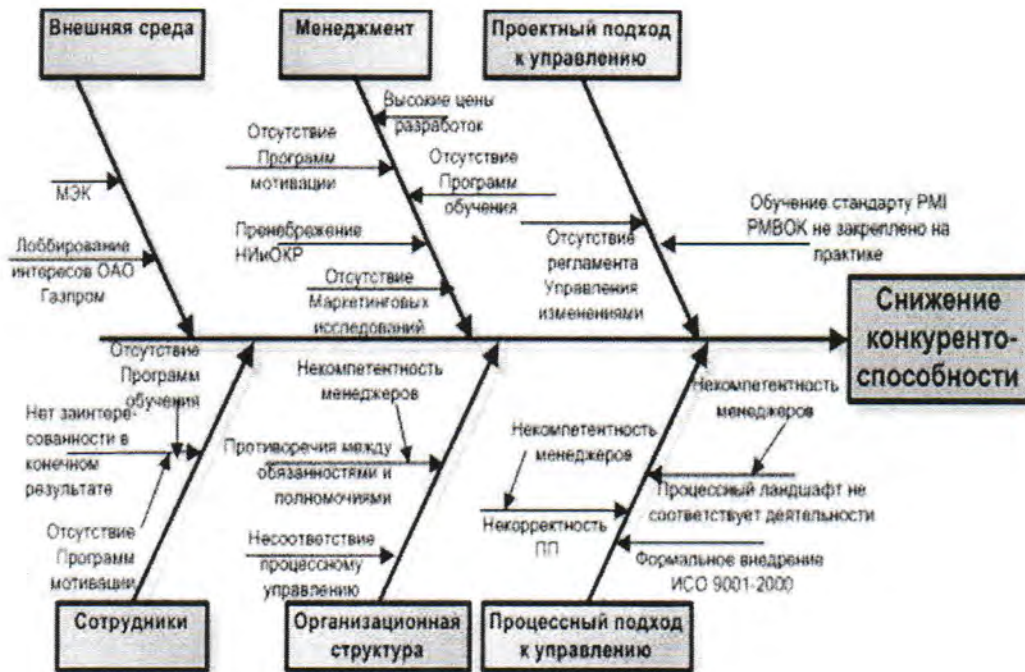 Внешняя среда
Менеджмент
Проектный подход
к управлению
Высокие цены
разработок
Отсутствие
Программ
мотивации
Отсутствие
Программ
обучения
МЭК
Пренебрежение
НИиОКР
Лоббирование
интересов ОАО
Газпром
Отсутствие
Маркетинговых
исследований
Отсутствие
регламента
Управления
изменениями
Обучение стандарту PMI
PMBOK не закреплено на
практике
Снижение
конкуренто-
способности
Отсутствие
Программ
обучения
Нет заинтере-
сованности в
конечном
результате
Отсутствие
Программ
мотивации
Некомпетентность
менеджеров
Противоречия между
обязанностями и
полномочиями
Несоответствие
процессному
управлению
Некомпетентность
менеджеров
Некорректность
ПП
Некомпетентность
менеджеров
Процессный ландшафт не
соответствует деятельности
Формальное внедрение
ИСО 9001-2000
Сотрудники
Организационная
структура
Процессный подход
к управлению